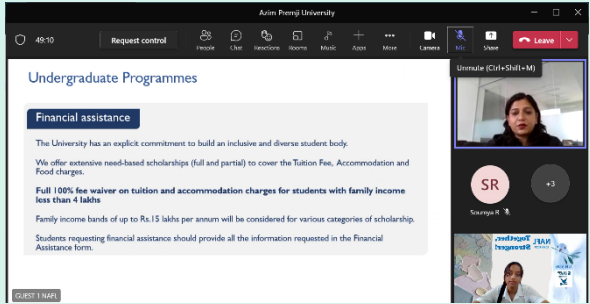 Azim Premji University
49:10
Request control
People
Chat
Reactions
Rooms
Music
Apps
More
Camera
Mic
Share
Leave
Unmute (Ctrl+Shift+M)
Undergraduate Programmes
Financial assistance
The University has an explicit commitment to build an inclusive and diverse student body.
We offer extensive need-based scholarships (full and partial) to cover the Tuition Fee, Accommodation and
Food charges.
Full 100% fee waiver on tuition and accommodation charges for students with family income
less than 4 lakhs
Family income bands of up to Rs.15 lakhs per annum will be considered for various categories of scholarship.
Students requesting financial assistance should provide all the information requested in the Financial
Assistance form.
SR
+3
Soumya R
NAFL Together,
Stronger!
GUEST 1 NAFL